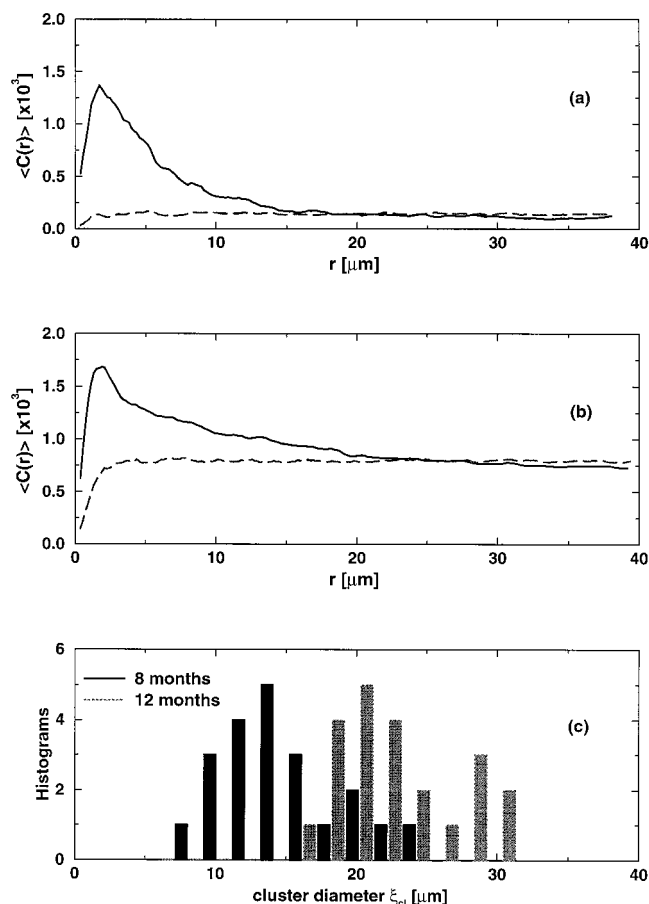 2.0
1.5
1.0
0.5
0.0
<C(r)> [x10³]
(a)
0 10 20 30 40
r [μm]
2.0
1.5
1.0
0.5
0.0
<C(r)> [x10³]
(b)
0 10 20 30 40
r [μm]
6
4
2
0
Histograms
8 months
12 months
(c)
0 10 20 30 40
cluster diameter ξcl [μm]